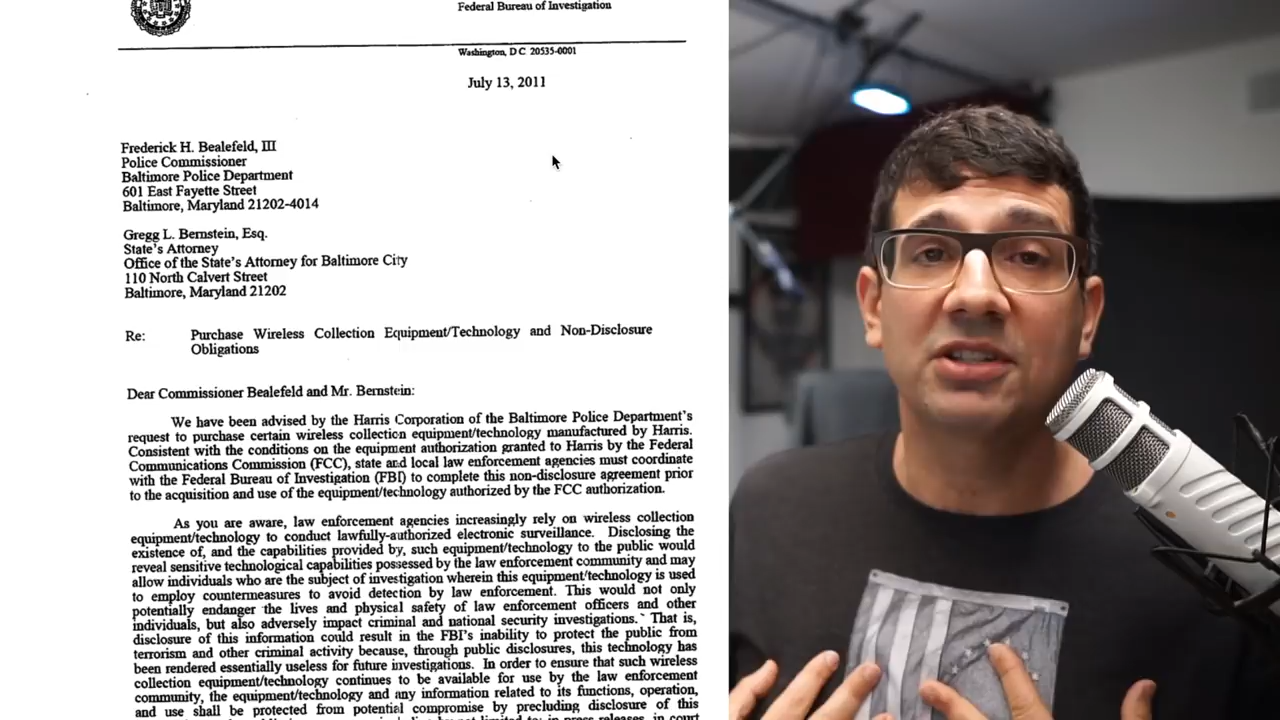 Federal Bureau of Investigation
Washington, D C 20535-0001
July 13, 2011
Frederick H. Bealefeld, III
Police Commissioner
Baltimore Police Department
601 East Fayette Street
Baltimore, Maryland 21202-4014
Gregg L. Bernstein, Esq.
State's Attorney
Office of the State's Attorney for Baltimore City
110 North Calvert Street
Baltimore, Maryland 21202
Re: Purchase Wireless Collection Equipment/Technology and Non-Disclosure
Obligations
Dear Commissioner Bealefeld and Mr. Bernstein:
We have been advised by the Harris Corporation of the Baltimore Police Department's
request to purchase certain wireless collection equipment/technology manufactured by Harris.
Consistent with the conditions on the equipment authorization granted to Harris by the Federal
Communications Commission (FCC), state and local law enforcement agencies must coordinate
with the Federal Bureau of Investigation (FBI) to complete this non-disclosure agreement prior
to the acquisition and use of the equipment/technology authorized by the FCC authorization.
As you are aware, law enforcement agencies increasingly rely on wireless collection
equipment/technology to conduct lawfully-authorized electronic surveillance. Disclosing the
existence of, and the capabilities provided by, such equipment/technology to the public would
reveal sensitive technological capabilities possessed by the law enforcement community and may
allow individuals who are the subject of investigation wherein this equipment/technology is used
to employ countermeasures to avoid detection by law enforcement. This would not only
potentially endanger the lives and physical safety of law enforcement officers and other
individuals, but also adversely impact criminal and national security investigations. That is,
disclosure of this information could result in the FBI's inability to protect the public from
terrorism and other criminal activity because, through public disclosures, this technology has
been rendered essentially useless for future investigations. In order to ensure that such wireless
collection equipment/technology continues to be available for use by the law enforcement
community, the equipment/technology and any information related to its functions, operation,
and use shall be protected from potential compromise by precluding disclosure of this
in press releases, in court